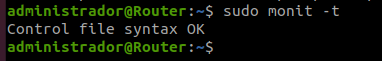 administrador@Router:~$ sudo monit -t
Control file syntax OK
administrador@Router:~$